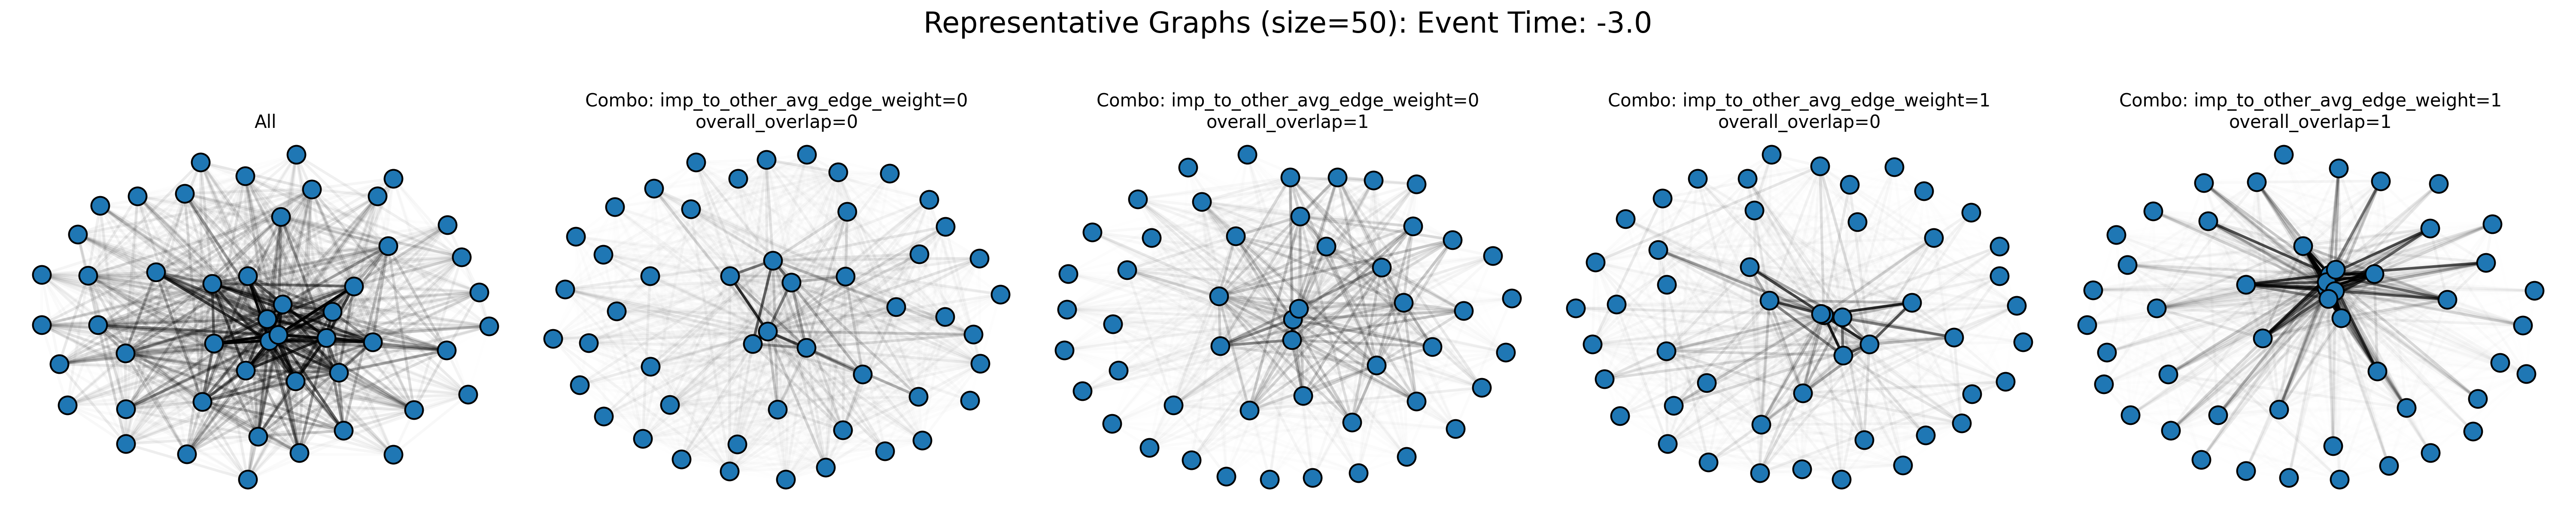 Representative Graphs (size=50): Event Time: -3.0
All
Combo: imp_to_other_avg_edge_weight=0
overall_overlap=0
Combo: imp_to_other_avg_edge_weight=0
overall_overlap=1
Combo: imp_to_other_avg_edge_weight=1
overall_overlap=0
Combo: imp_to_other_avg_edge_weight=1
overall_overlap=1